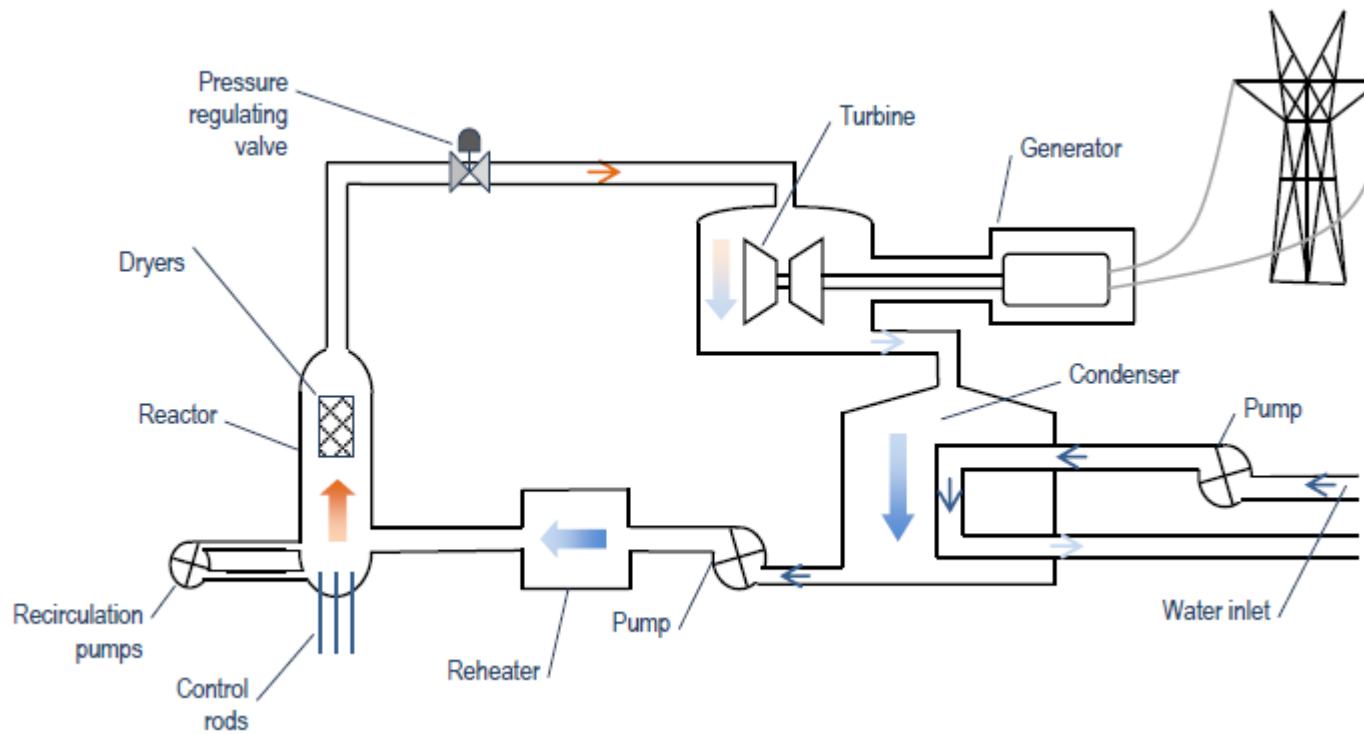 Pressure
regulating
valve
Turbine
Generator
Dryers
Reactor
Condenser
Pump
Recirculation
pumps
Control
rods
Reheater
Pump
Water inlet